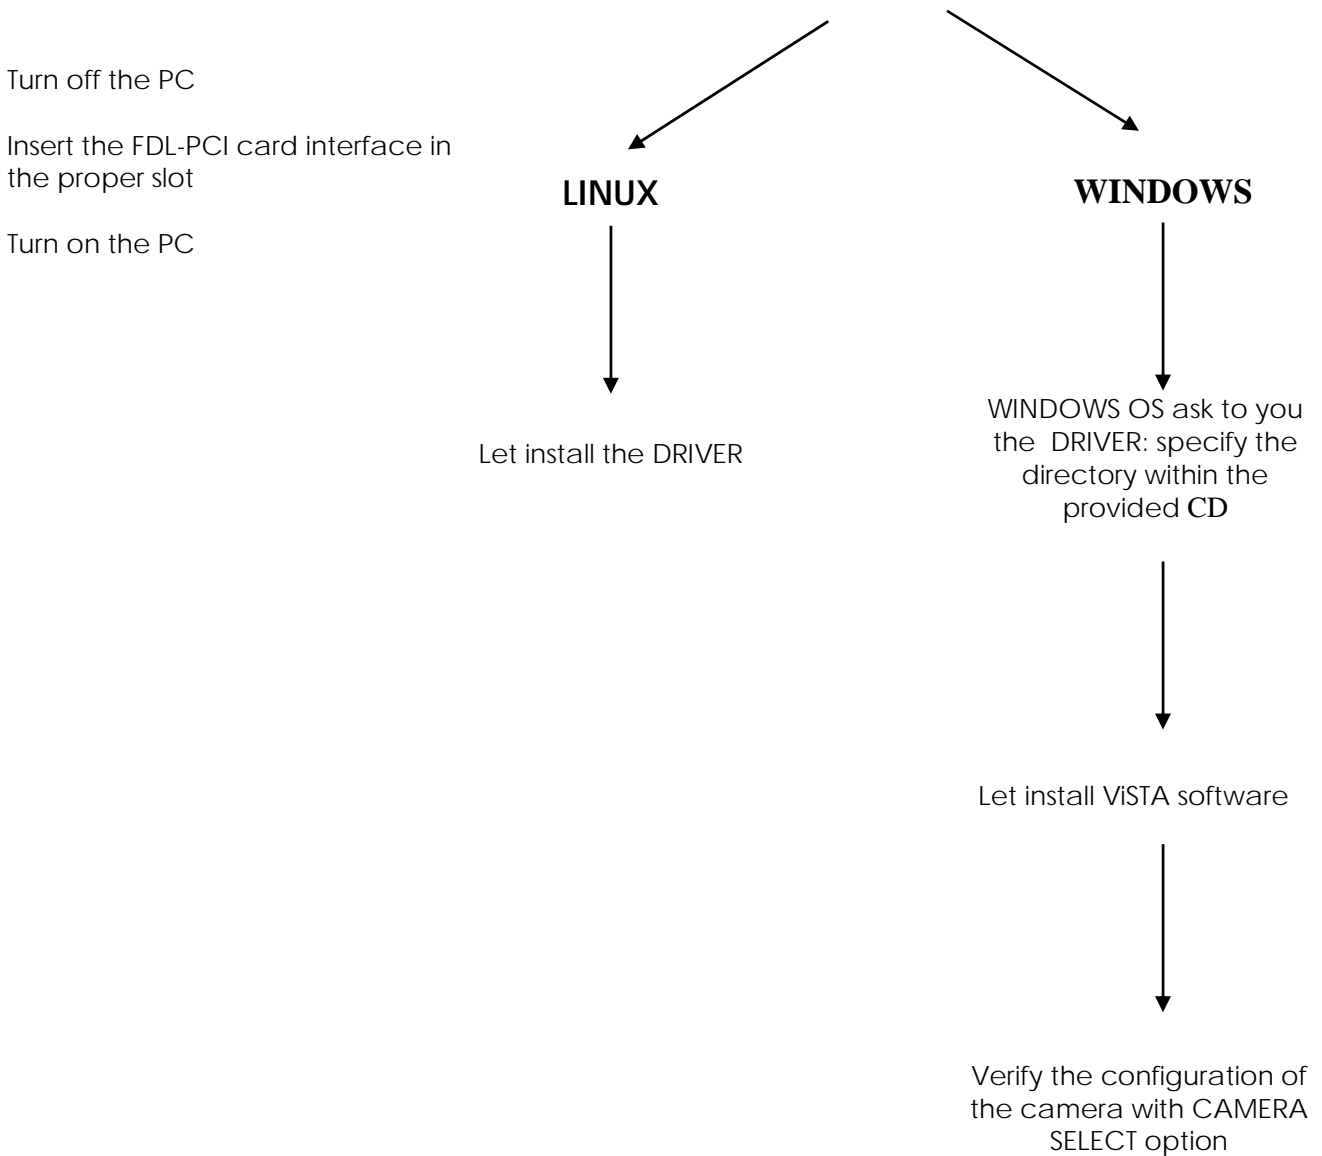 Turn off the PC
Insert the FDL-PCI card interface in
the proper slot
Turn on the PC
LINUX
Let install the DRIVER
WINDOWS
WINDOWS OS ask to you
the DRIVER: specify the
directory within the
provided CD
Let install ViSTA software
Verify the configuration of
the camera with CAMERA
SELECT option